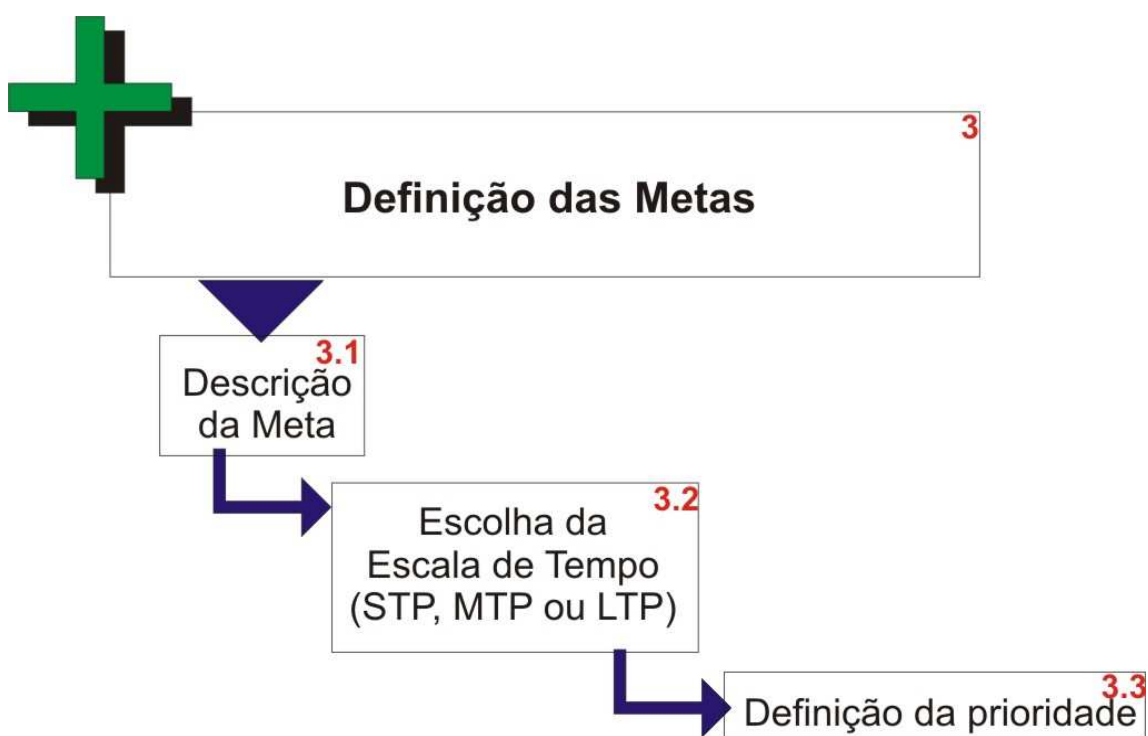 3
Definição das Metas
3.1
Descrição
da Meta
3.2
Escolha da
Escala de Tempo
(STP, MTP ou LTP)
3.3
Definição da prioridade